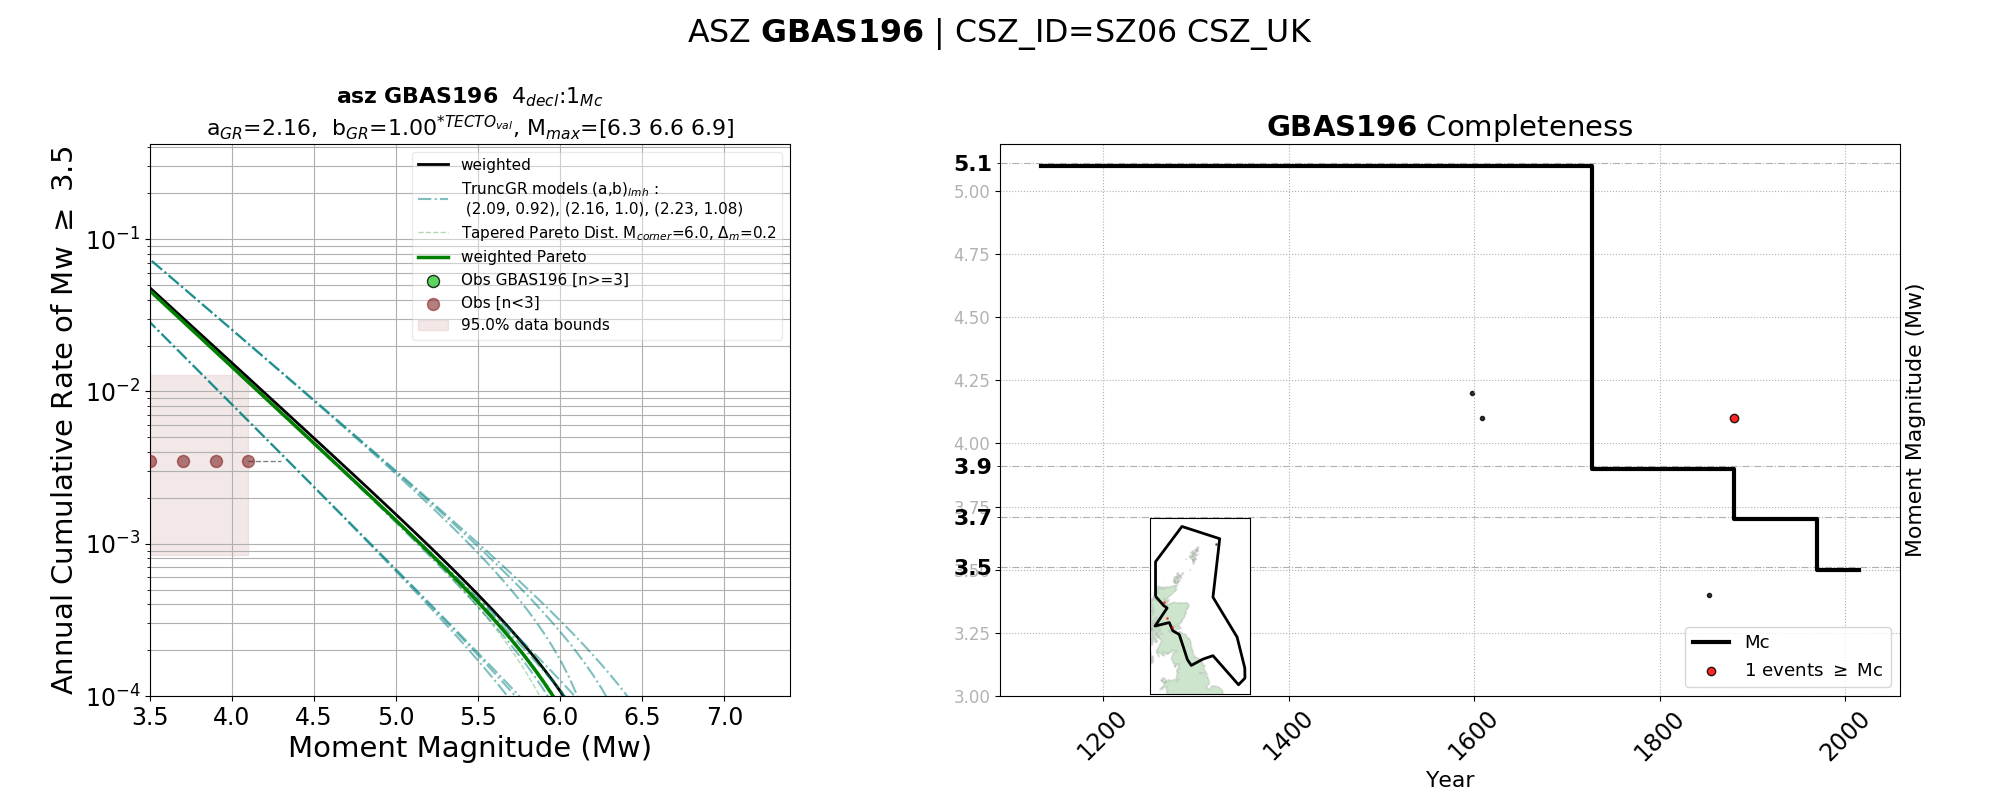 ASZ GBAS196 | CSZ_ID=SZ06 CSZ_UK
asz GBAS196 4decl:1Mc
aGR=2.16, bGR=1.00*TECTOval, Mmax=[6.3 6.6 6.9]
Annual Cumulative Rate of Mw ≥ 3.5
10−1
10−2
10−3
10−4
weighted
TruncGR models (a,b)lmh :
(2.09, 0.92), (2.16, 1.0), (2.23, 1.08)
Tapered Pareto Dist. Mcorner=6.0, Δm=0.2
weighted Pareto
Obs GBAS196 [n>=3]
Obs [n<3]
95.0% data bounds
3.5 4.0 4.5 5.0 5.5 6.0 6.5 7.0
Moment Magnitude (Mw)
GBAS196 Completeness
5.1
5.00
4.75
4.50
4.25
4.00
3.9
3.75
3.7
3.5
3.50
3.25
3.00
Moment Magnitude (Mw)
Mc
1 events ≥ Mc
1200 1400 1600 1800 2000
Year